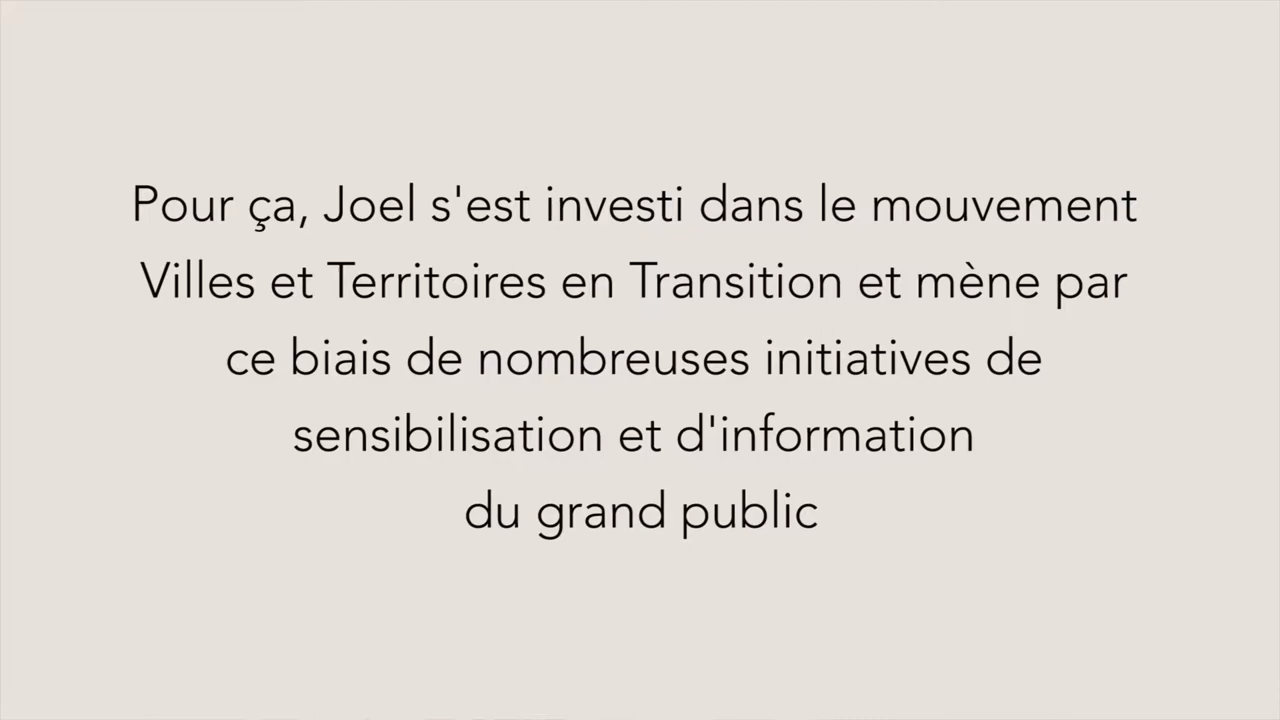 Pour ça, Joel s'est investi dans le mouvement
Villes et Territoires en Transition et mène par
ce biais de nombreuses initiatives de
sensibilisation et d'information
du grand public